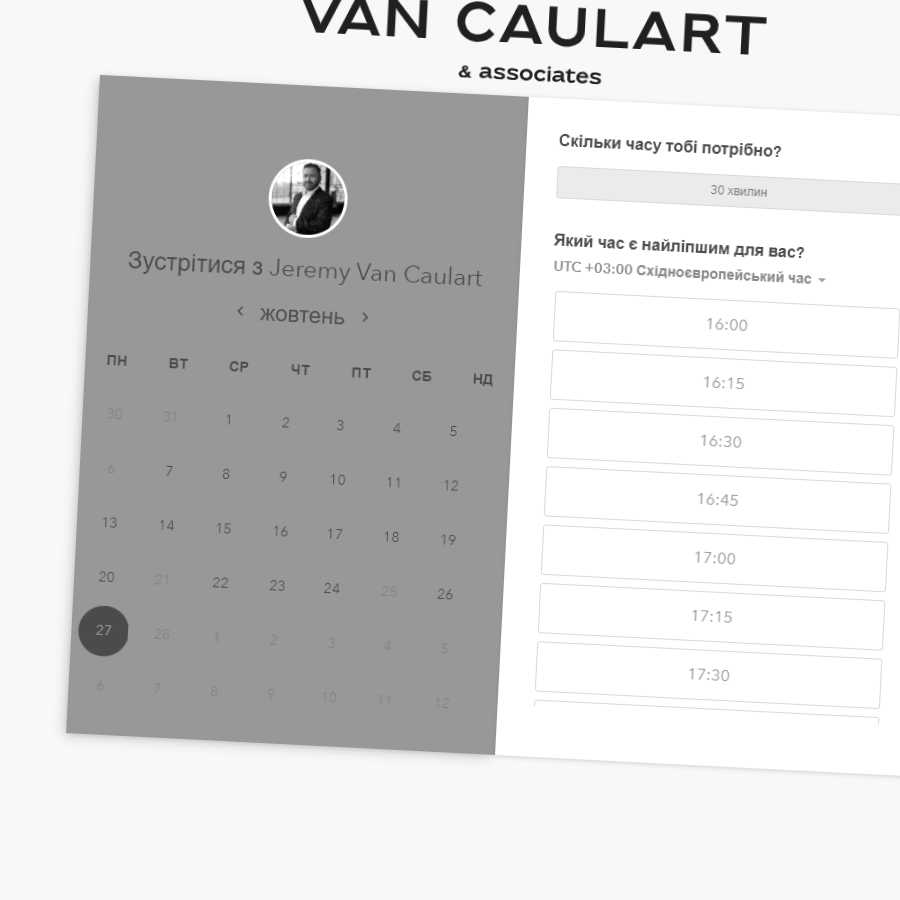 VAN CAULART
& associates
Зустрітися з Jeremy Van Caulart
жовтень
ПН ВТ СР ЧТ ПТ СБ НД
30 31 1 2 3 4 5
6 7 8 9 10 11 12
13 14 15 16 17 18 19
20 21 22 23 24 25 26
27 28 1 2 3 4 5
6 7 8 9 10 11 12
Скільки часу тобі потрібно?
30 хвилин
Який час є найліпшим для вас?
UTC +03:00 Східноєвропейський час
16:00
16:15
16:30
16:45
17:00
17:15
17:30